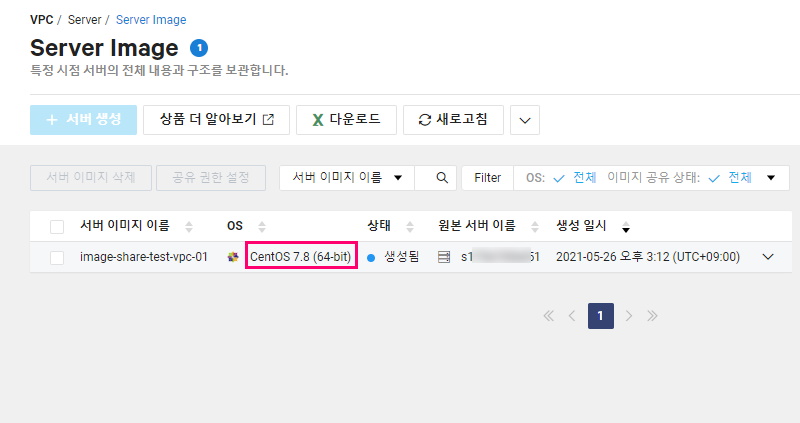 VPC / Server / Server Image
Server Image 1
특정 시점 서버의 전체 내용과 구조를 보관합니다.
+ 서버 생성 상품 더 알아보기 다운로드 새로고침
서버 이미지 삭제 공유 권한 설정 서버 이미지 이름 Filter OS: 전체 이미지 공유 상태: 전체
서버 이미지 이름 OS 상태 원본 서버 이름 생성 일시
image-share-test-vpc-01 CentOS 7.8 (64-bit) 생성됨 2021-05-26 오후 3:12 (UTC+09:00)
1